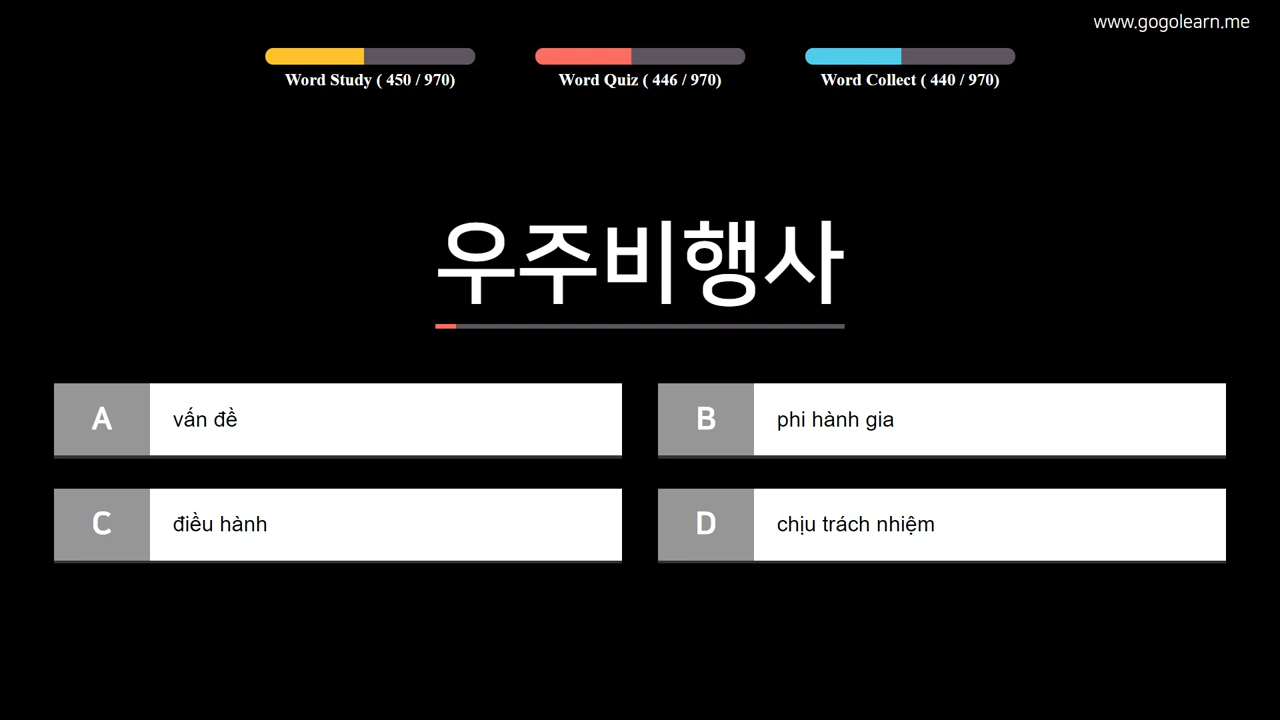 www.gogolearn.me
Word Study ( 450 / 970)
Word Quiz ( 446 / 970)
Word Collect ( 440 / 970)
우주비행사
A vấn đề
B phi hành gia
C điều hành
D chịu trách nhiệm